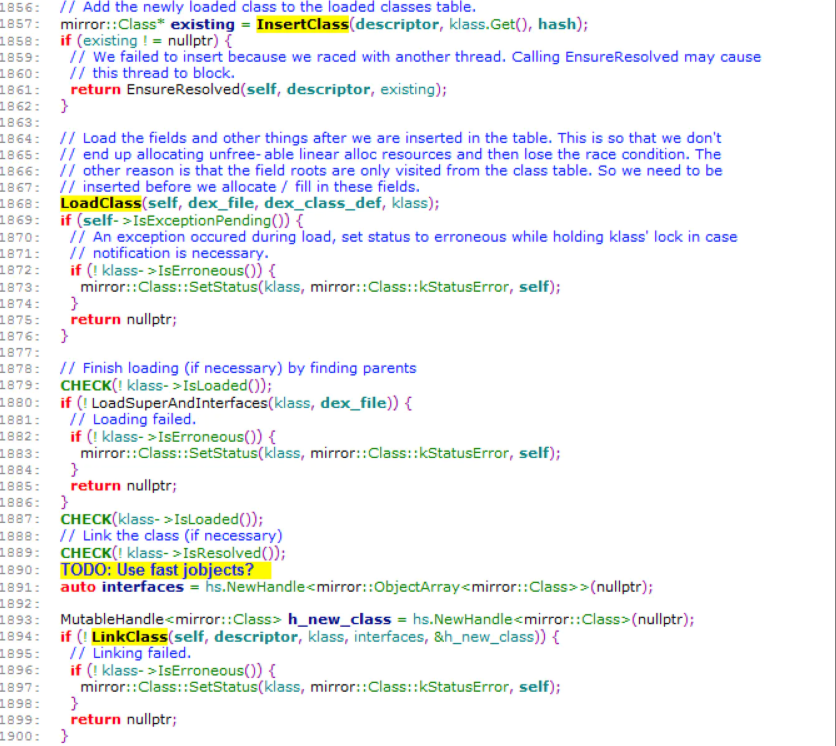 1856: // Add the newly loaded class to the loaded classes table.
1857: mirror::Class* existing = InsertClass(descriptor, klass.Get(), hash);
1858: if (existing != nullptr) {
1859: // We failed to insert because we raced with another thread. Calling EnsureResolved may cause
1860: // this thread to block.
1861: return EnsureResolved(self, descriptor, existing);
1862: }
1863:
1864: // Load the fields and other things after we are inserted in the table. This is so that we don't
1865: // end up allocating unfree-able linear alloc resources and then lose the race condition. The
1866: // other reason is that the field roots are only visited from the class table. So we need to be
1867: // inserted before we allocate / fill in these fields.
1868: LoadClass(self, dex_file, dex_class_def, klass);
1869: if (self->IsExceptionPending()) {
1870: // An exception occured during load, set status to erroneous while holding klass' lock in case
1871: // notification is necessary.
1872: if (!klass->IsErroneous()) {
1873: mirror::Class::SetStatus(klass, mirror::Class::kStatusError, self);
1874: }
1875: return nullptr;
1876: }
1877:
1878: // Finish loading (if necessary) by finding parents
1879: CHECK(!klass->IsLoaded());
1880: if (!LoadSuperAndInterfaces(klass, dex_file)) {
1881: // Loading failed.
1882: if (!klass->IsErroneous()) {
1883: mirror::Class::SetStatus(klass, mirror::Class::kStatusError, self);
1884: }
1885: return nullptr;
1886: }
1887: CHECK(klass->IsLoaded());
1888: // Link the class (if necessary)
1889: CHECK(!klass->IsResolved());
1890: TODO: Use fast jobjects?
1891: auto interfaces = hs.NewHandle<mirror::ObjectArray<mirror::Class>>(nullptr);
1892:
1893: MutableHandle<mirror::Class> h_new_class = hs.NewHandle<mirror::Class>(nullptr);
1894: if (!LinkClass(self, descriptor, klass, interfaces, &h_new_class)) {
1895: // Linking failed.
1896: if (!klass->IsErroneous()) {
1897: mirror::Class::SetStatus(klass, mirror::Class::kStatusError, self);
1898: }
1899: return nullptr;
1900: }